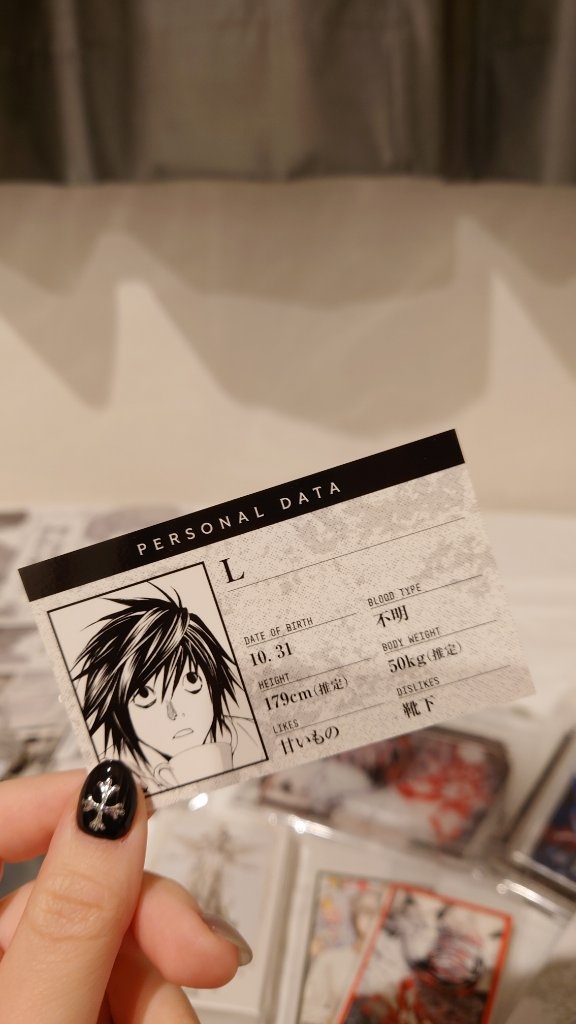 PERSONAL DATA
L
DATE OF BIRTH
10. 31
BLOOD TYPE
不明
HEIGHT
179cm(推定)
BODY WEIGHT
50kg(推定)
LIKES
甘いもの
DISLIKES
靴下